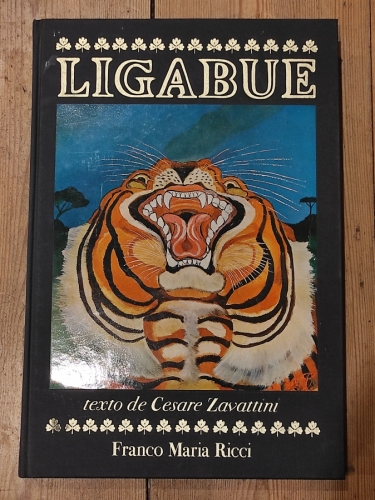 LIGABUE
texto de Cesare Zavattini
Franco Maria Ricci